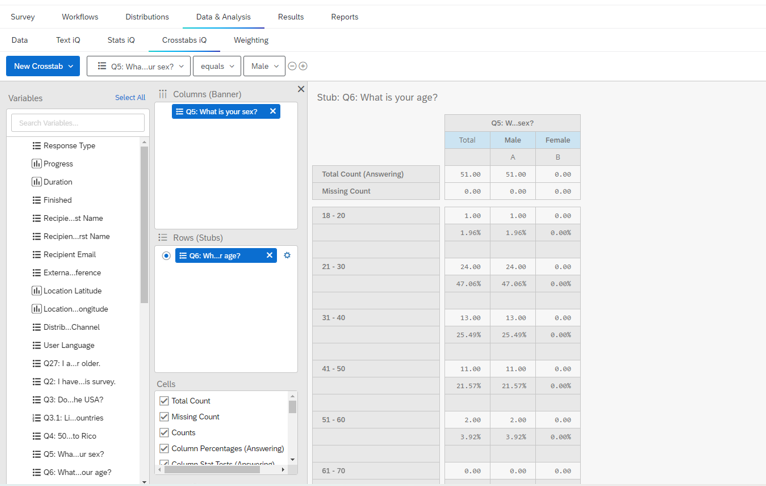 Survey Workflows Distributions Data & Analysis Results Reports
Data Text iQ Stats iQ Crosstabs iQ Weighting
New Crosstab Q5: Wha...ur sex? equals Male
Variables Select All
Search Variables...
Response Type
Progress
Duration
Finished
Recipie...st Name
Recipien...rst Name
Recipient Email
Externa...ference
Location Latitude
Location...ongitude
Distrib...Channel
User Language
Q27: I a...r older.
Q2: I have...is survey.
Q3: Do...he USA?
Q3.1: Li...ountries
Q4: 50...to Rico
Q5: Wha...ur sex?
Q6: What...our age?
Columns (Banner)
Q5: What is your sex?
Rows (Stubs)
Q6: Wh...r age?
Cells
Total Count
Missing Count
Counts
Column Percentages (Answering)
Column Stat Tests (Answering)
Stub: Q6: What is your age?
Q5: W...sex?
Total Male Female
A B
Total Count (Answering) 51.00 51.00 0.00
Missing Count 0.00 0.00 0.00
18 - 20 1.00 1.00 0.00
1.96% 1.96% 0.00%
21 - 30 24.00 24.00 0.00
47.06% 47.06% 0.00%
31 - 40 13.00 13.00 0.00
25.49% 25.49% 0.00%
41 - 50 11.00 11.00 0.00
21.57% 21.57% 0.00%
51 - 60 2.00 2.00 0.00
3.92% 3.92% 0.00%
61 - 70 0.00 0.00 0.00